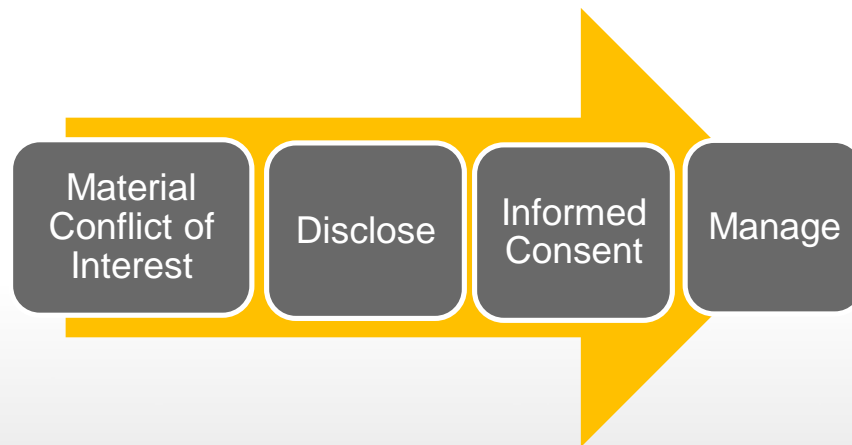 Material
Conflict of
Interest
Disclose
Informed
Consent
Manage